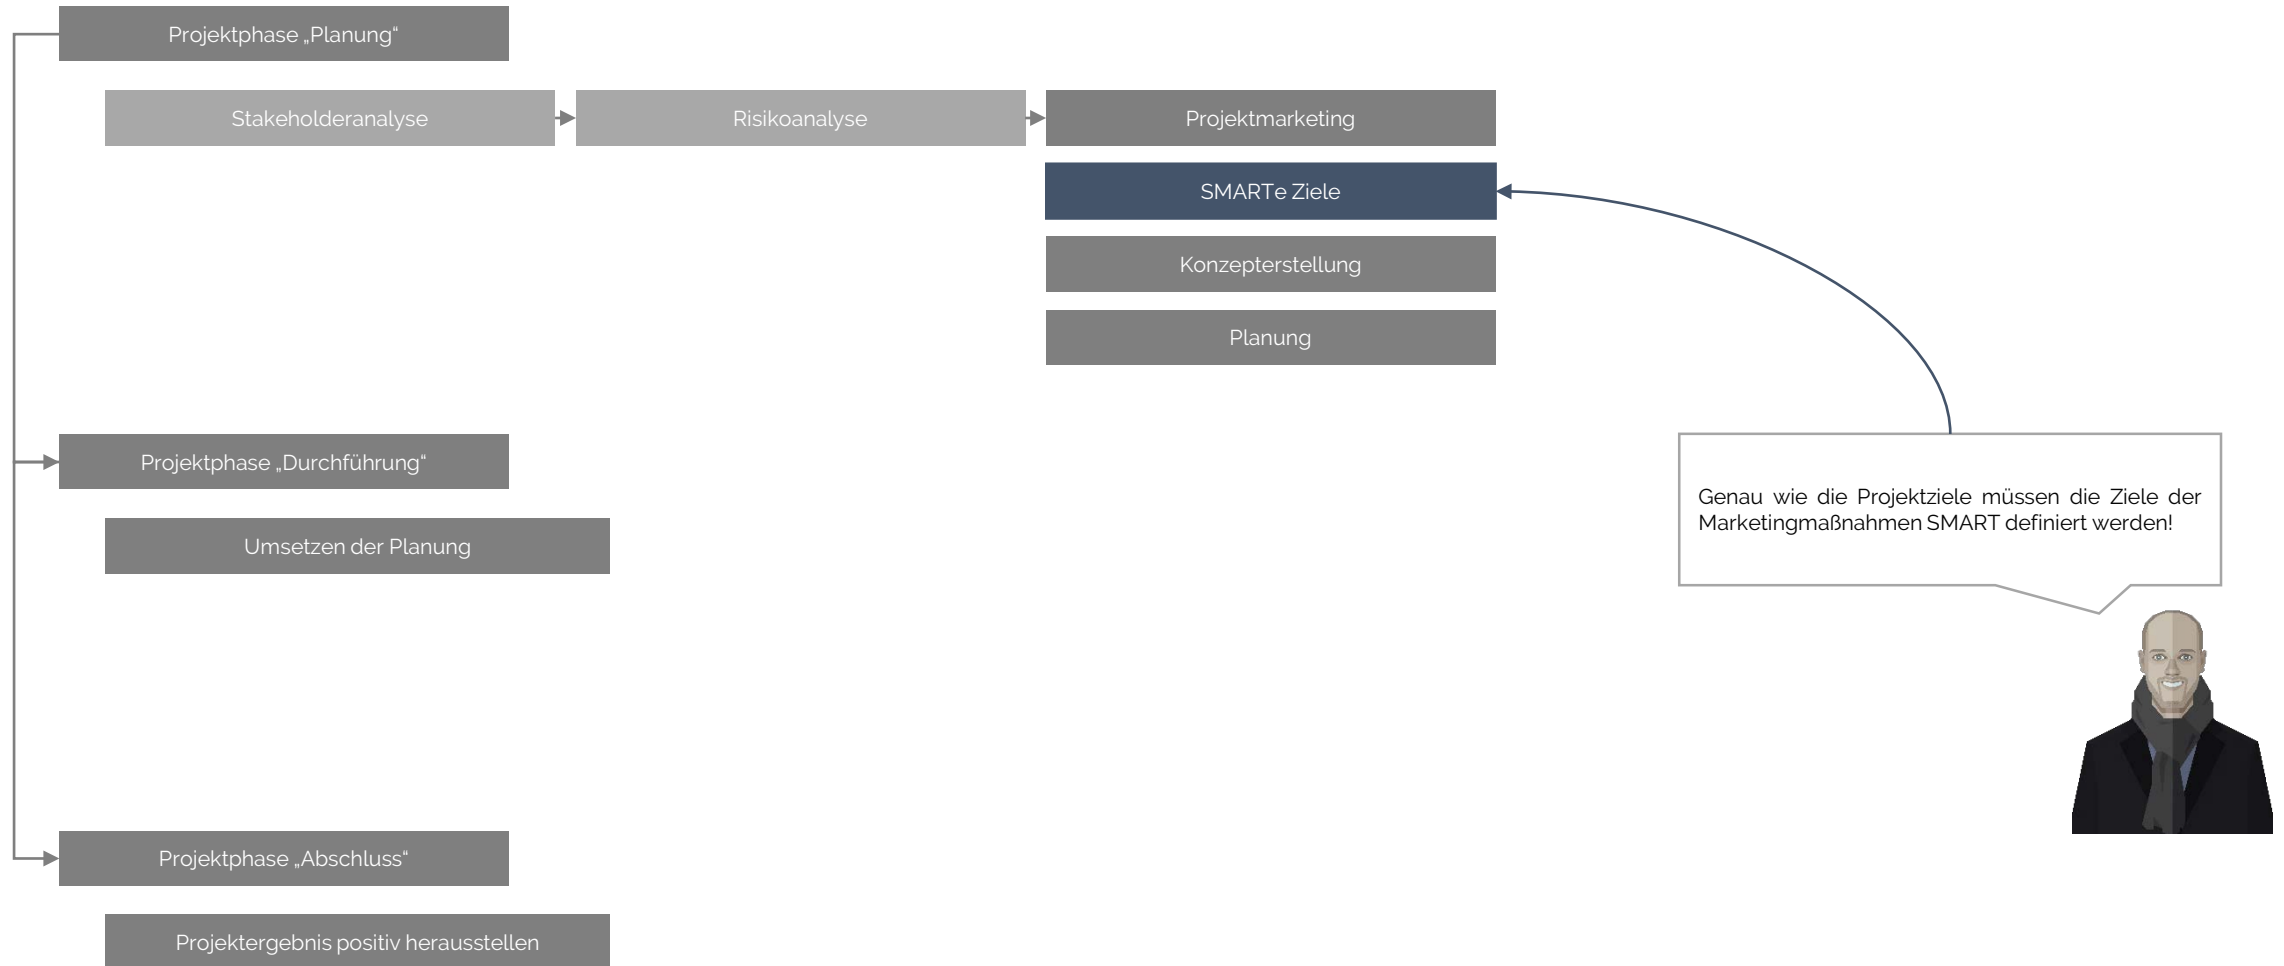 Projektphase „Planung“
Stakeholderanalyse
Risikoanalyse
Projektmarketing
SMARTe Ziele
Konzepterstellung
Planung
Projektphase „Durchführung“
Umsetzen der Planung
Genau wie die Projektziele müssen die Ziele der
Marketingmaßnahmen SMART definiert werden!
Projektphase „Abschluss“
Projektergebnis positiv herausstellen